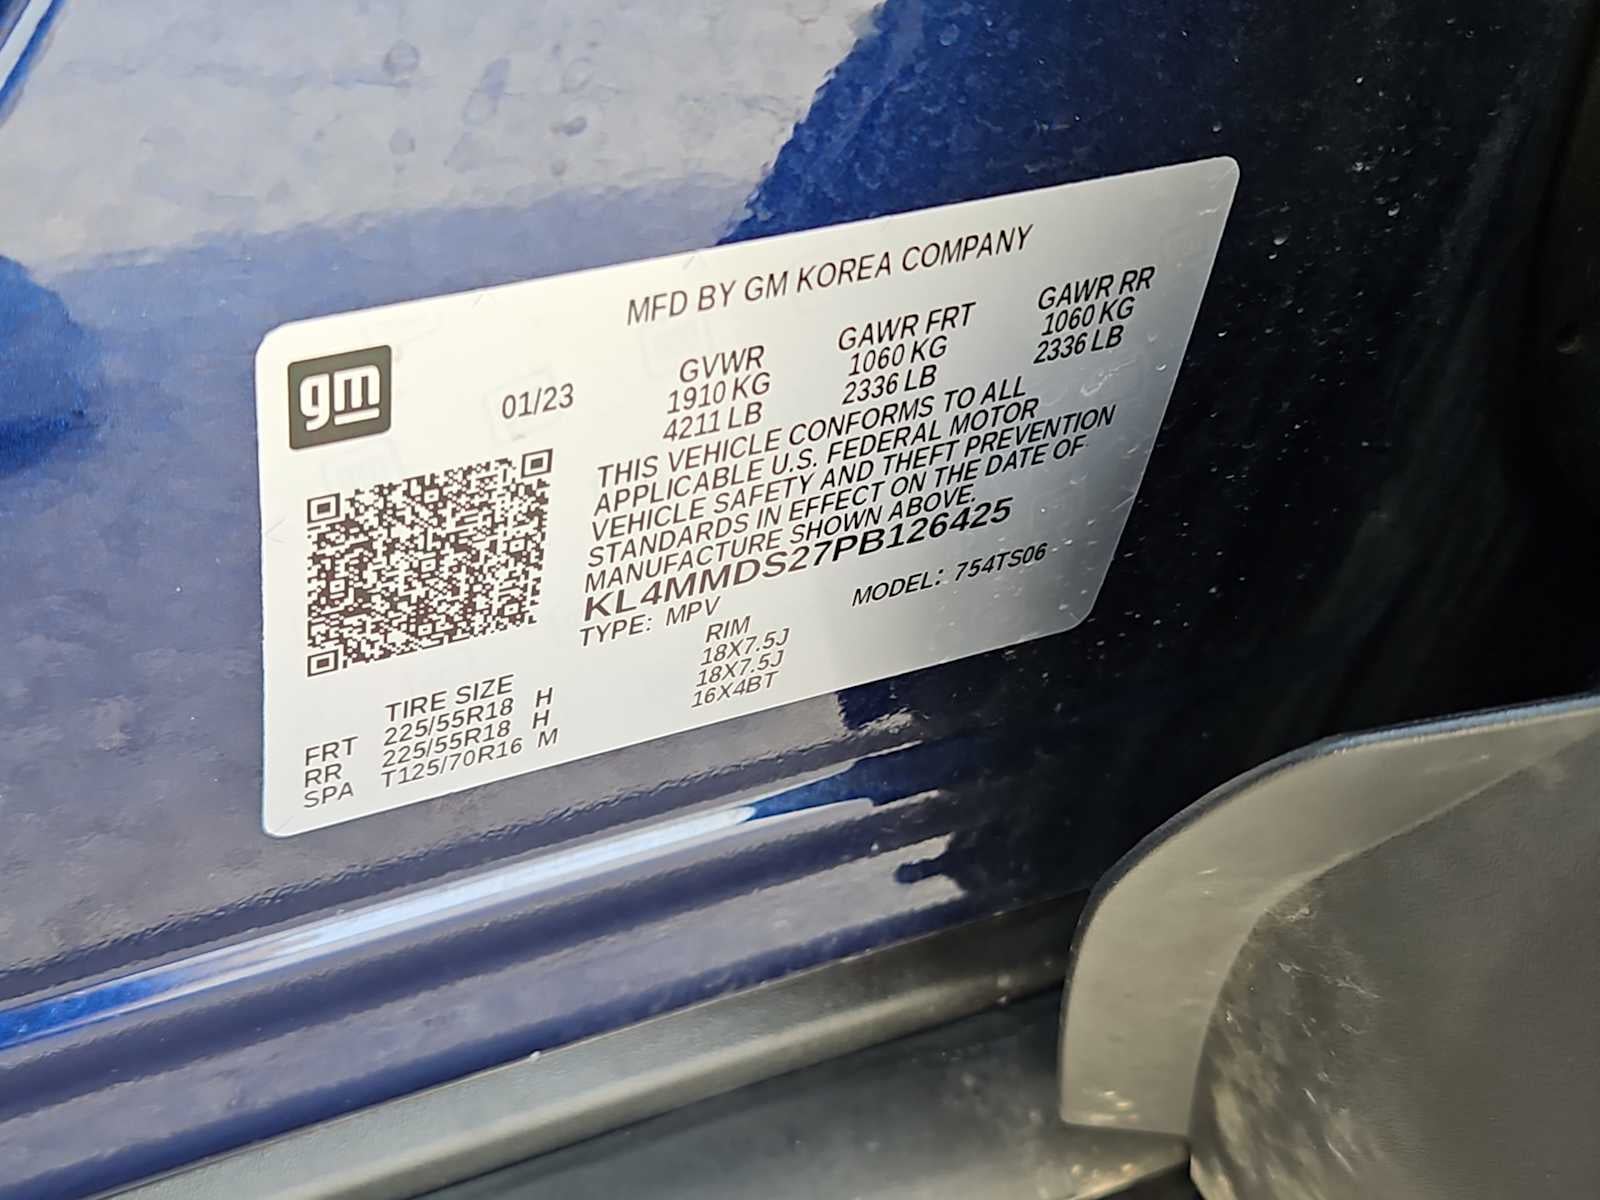 MFD BY GM KOREA COMPANY
gm
01/23
GVWR GAWR FRT GAWR RR
1910 KG 1060 KG 1060 KG
4211 LB 2336 LB 2336 LB
THIS VEHICLE CONFORMS TO ALL
APPLICABLE U.S. FEDERAL MOTOR
VEHICLE SAFETY AND THEFT PREVENTION
STANDARDS IN EFFECT ON THE DATE OF
MANUFACTURE SHOWN ABOVE.
KL4MMDS27PB126425
TYPE: MPV MODEL: 754TS06
TIRE SIZE RIM
FRT 225/55R18 H 18X7.5J
RR 225/55R18 H 18X7.5J
SPA T125/70R16 M 16X4BT